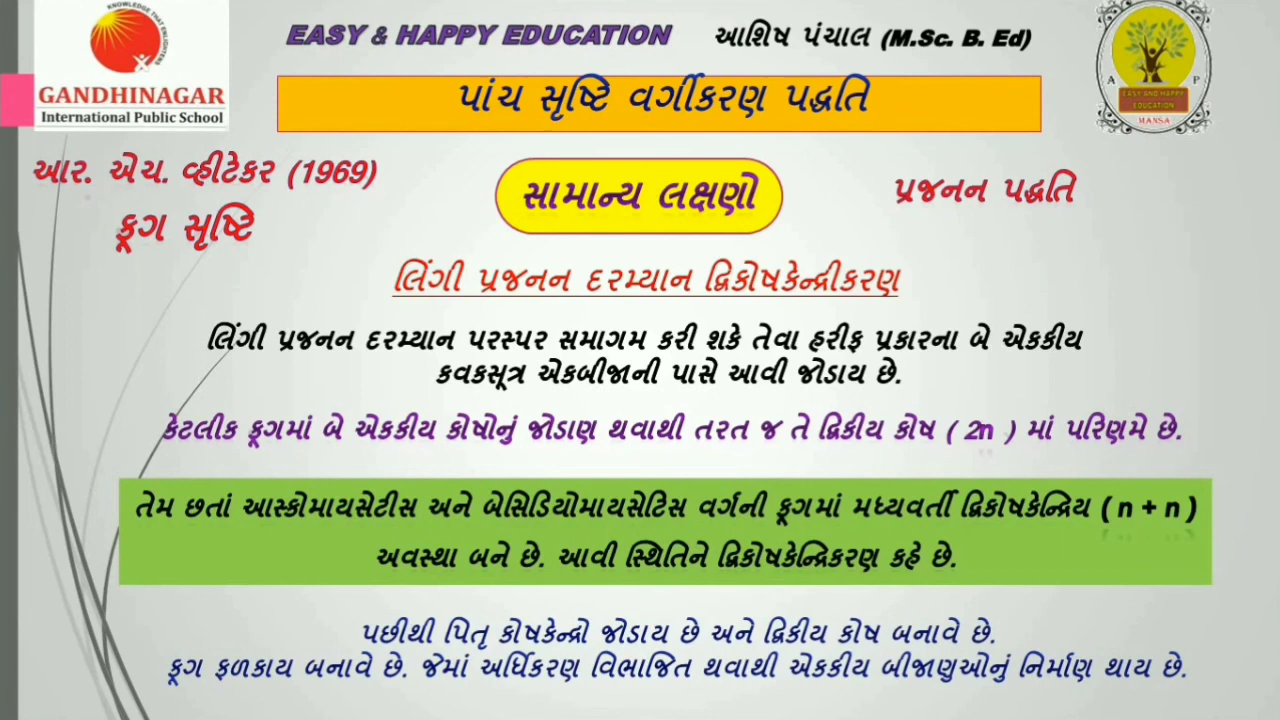 KNOWLEDGE THAT ENLIGHTENS
GANDHINAGAR
International Public School
EASY & HAPPY EDUCATION
આશિષ પંચાલ (M.Sc. B. Ed)
A P
EASY AND HAPPY
EDUCATION
MANSA
પાંચ સૃષ્ટિ વર્ગીકરણ પદ્ધતિ
આર. એચ. વ્હીટેકર (1969)
ફૂગ સૃષ્ટિ
સામાન્ય લક્ષણો
પ્રજનન પદ્ધતિ
લિંગી પ્રજનન દરમ્યાન દ્વિકોષકેન્દ્રીકરણ
લિંગી પ્રજનન દરમ્યાન પરસ્પર સમાગમ કરી શકે તેવા હરીફ પ્રકારના બે એકકીય
કવકસૂત્ર એકબીજાની પાસે આવી જોડાય છે.
કેટલીક ફૂગમાં બે એકકીય કોષોનું જોડાણ થવાથી તરત જ તે દ્વિકીય કોષ ( 2n ) માં પરિણમે છે.
તેમ છતાં આસ્કોમાયસેટીસ અને બેસિડિયોમાયસેટિસ વર્ગની ફૂગમાં મધ્યવર્તી દ્વિકોષકેન્દ્રિય ( n + n )
અવસ્થા બને છે. આવી સ્થિતિને દ્વિકોષકેન્દ્રિકરણ કહે છે.
પછીથી પિતૃ કોષકેન્દ્રો જોડાય છે અને દ્વિકીય કોષ બનાવે છે.
ફૂગ ફળકાય બનાવે છે. જેમાં અર્ધિકરણ વિભાજિત થવાથી એકકીય બીજાણુઓનું નિર્માણ થાય છે.